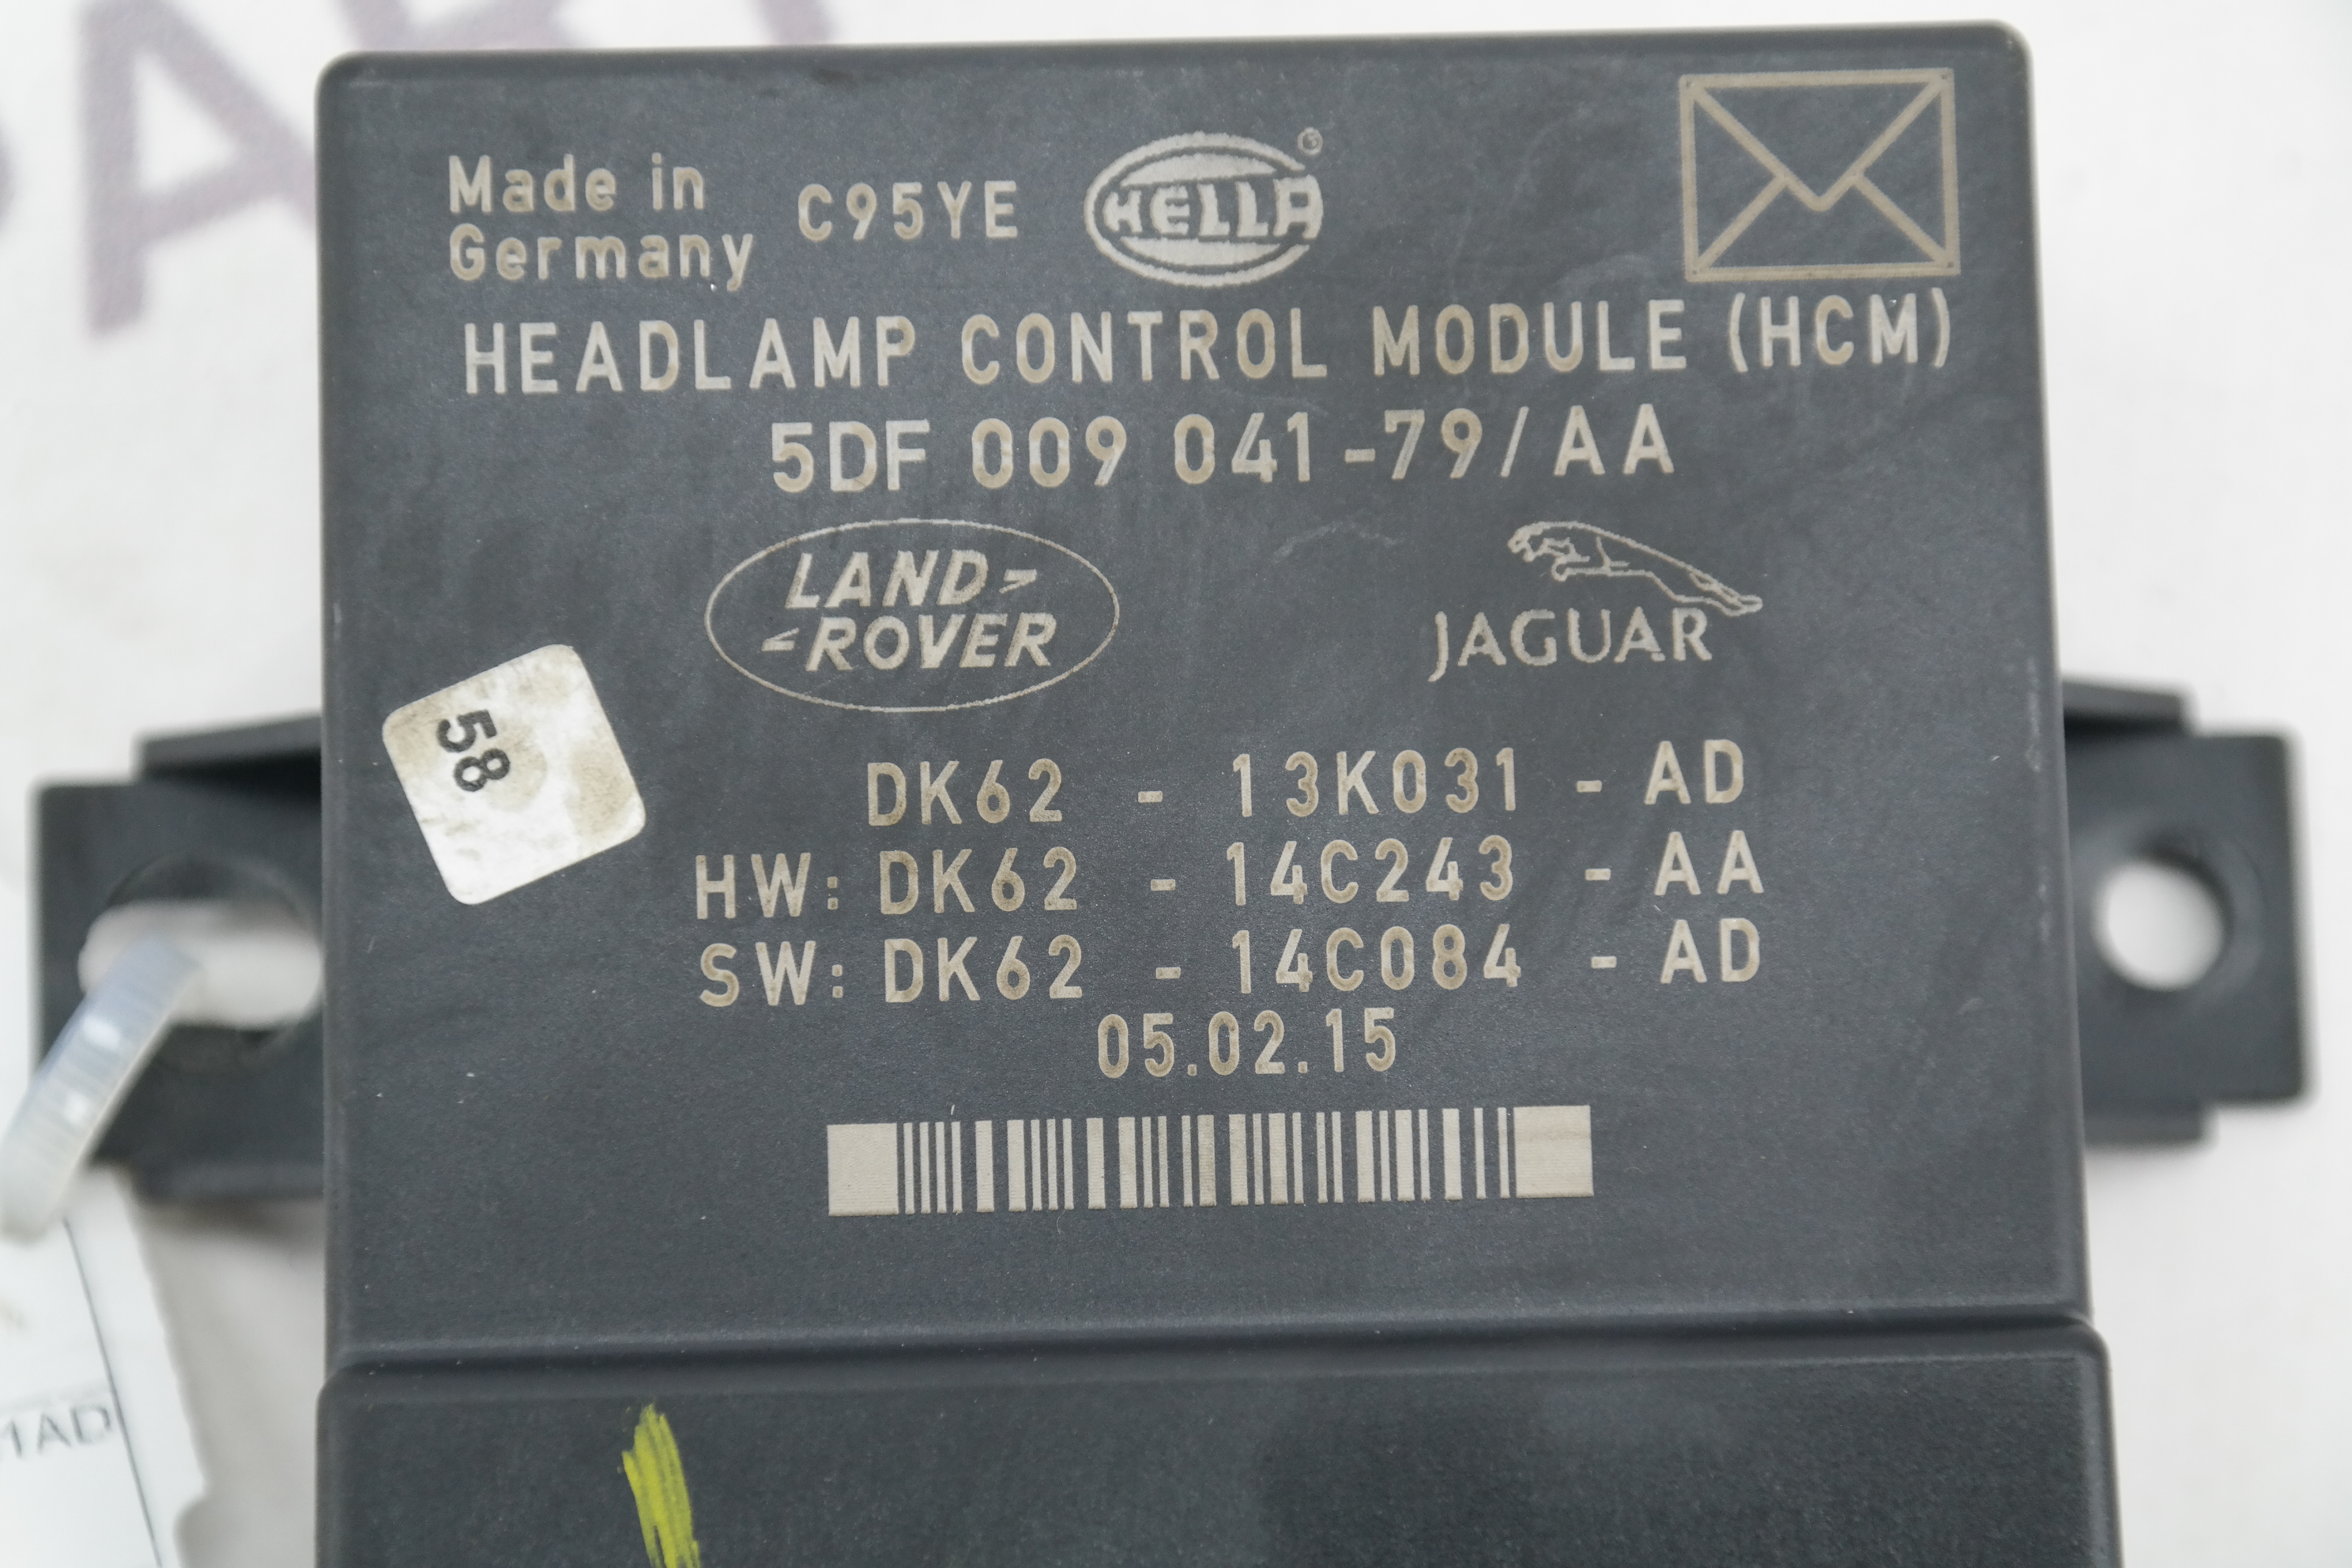 Made in
Germany
C95YE
HELLA®
HEADLAMP CONTROL MODULE (HCM)
5DF 009 041-79/AA
LAND
ROVER
JAGUAR
58
DK62 - 13K031 - AD
HW: DK62 - 14C243 - AA
SW: DK62 - 14C084 - AD
05.02.15
1AD